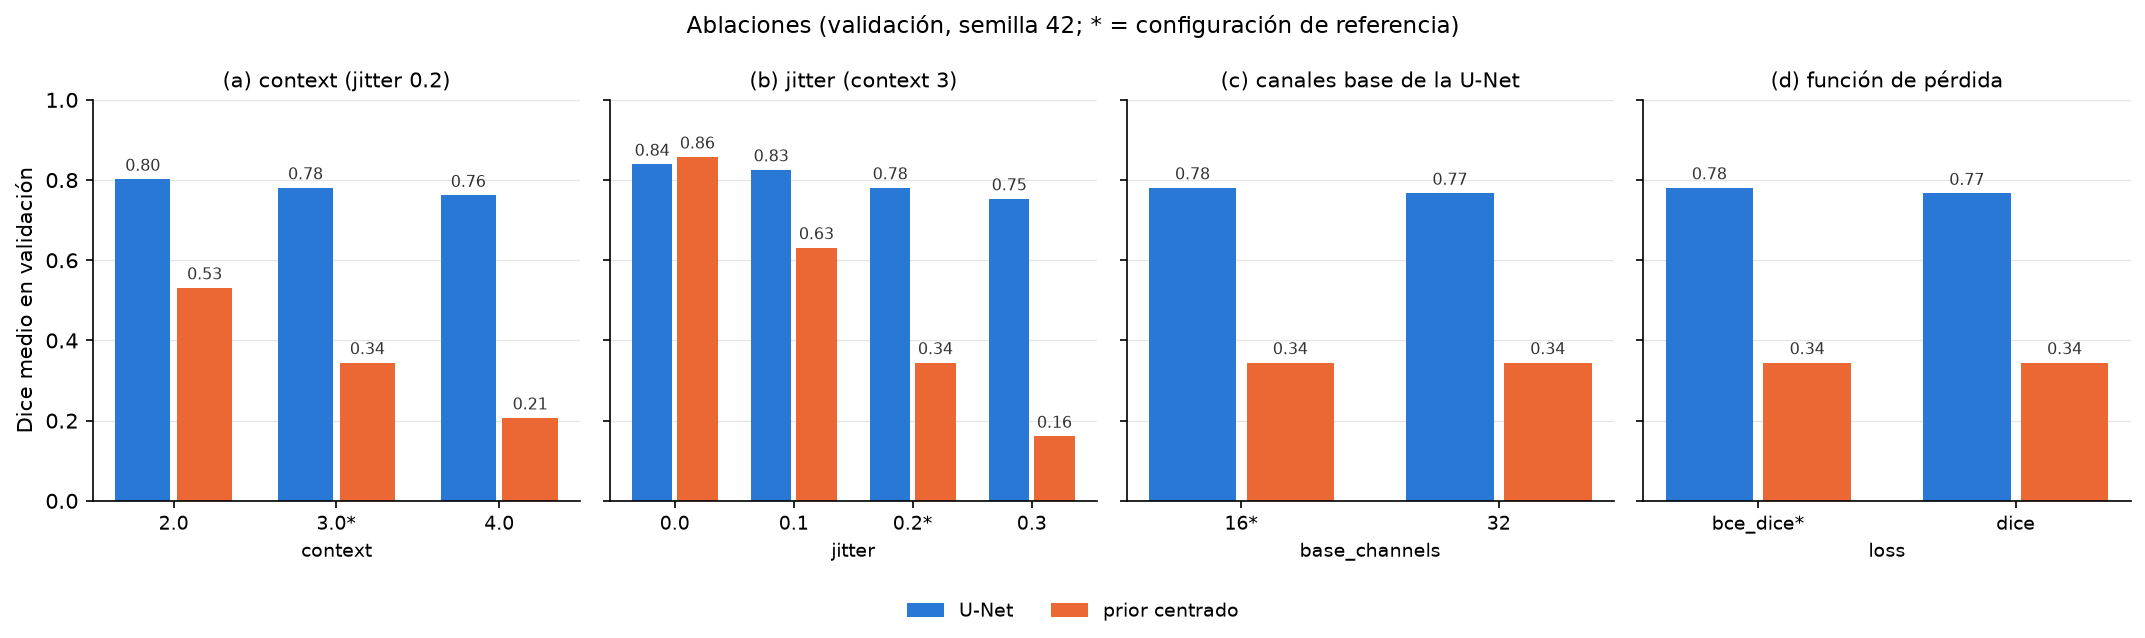 Ablaciones (validación, semilla 42; * = configuración de referencia)
(a) context (jitter 0.2)
Dice medio en validación
1.0
0.8
0.6
0.4
0.2
0.0
0.80
0.53
0.78
0.34
0.76
0.21
2.0
3.0*
4.0
context
(b) jitter (context 3)
0.84
0.86
0.83
0.63
0.78
0.34
0.75
0.16
0.0
0.1
0.2*
0.3
jitter
(c) canales base de la U-Net
0.78
0.34
0.77
0.34
16*
32
base_channels
(d) función de pérdida
0.78
0.34
0.77
0.34
bce_dice*
dice
loss
U-Net
prior centrado